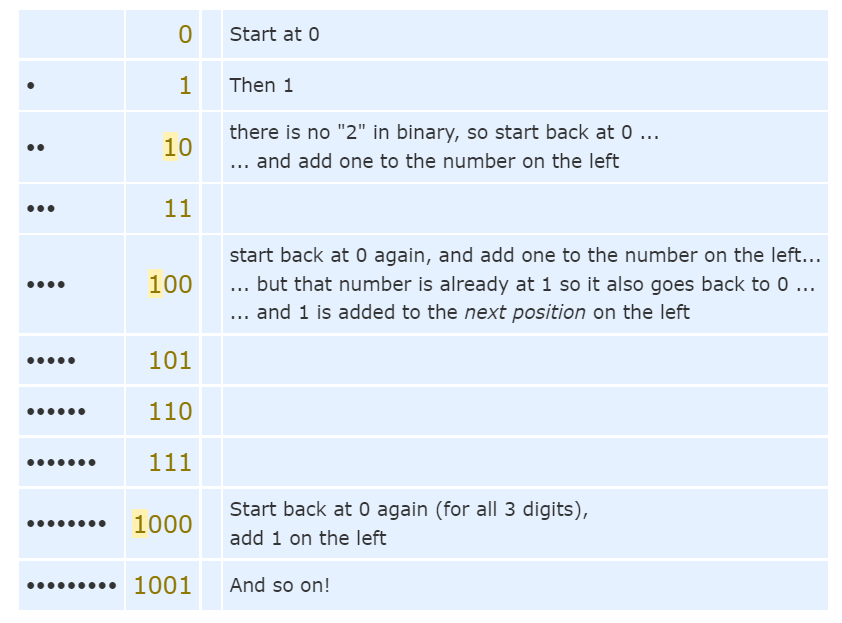 0 Start at 0
• 1 Then 1
•• 10 there is no "2" in binary, so start back at 0 ...
... and add one to the number on the left
••• 11
•••• 100 start back at 0 again, and add one to the number on the left...
... but that number is already at 1 so it also goes back to 0 ...
... and 1 is added to the next position on the left
••••• 101
•••••• 110
••••••• 111
•••••••• 1000 Start back at 0 again (for all 3 digits),
add 1 on the left
••••••••• 1001 And so on!